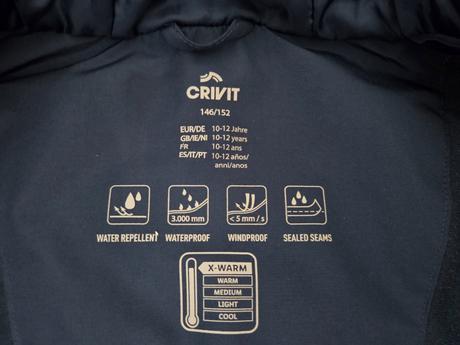 CRIVIT
146/152
EUR/DE 10-12 Jahre
GB/IE/NI 10-12 years
FR 10-12 ans
ES/IT/PT 10-12 años/
anni/anos
3.000 mm
< 5 mm / s
WATER REPELLENT
WATERPROOF
WINDPROOF
SEALED SEAMS
X-WARM
WARM
MEDIUM
LIGHT
COOL